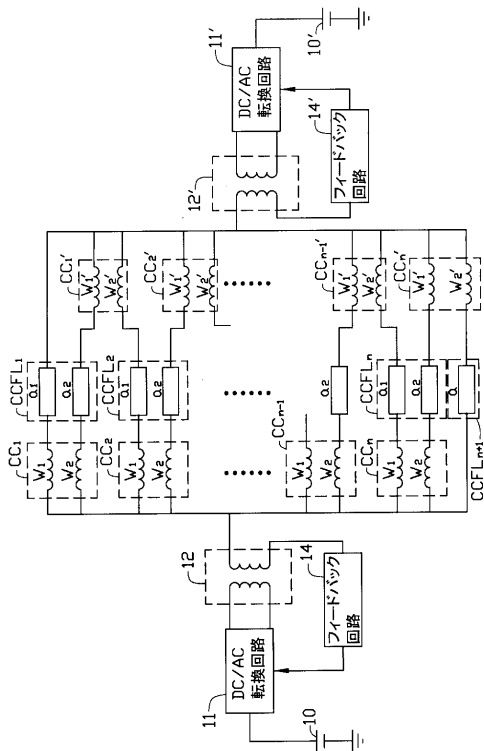 CCFL₁
CC₁
W₁
W₂
a1
a2
CC₁'
W₁'
W₂'
CCFL₂
CC₂
W₁
W₂
a1
a2
CC₂'
W₁'
W₂'
......
......
......
CCn-1
W₁
W₂
a2
CCn-1'
W₁'
W₂'
CCFLn
CCn
W₁
W₂
a1
a2
CCn'
W₁'
W₂'
a
CCFLn+1
12
11
DC/AC
転換回路
14
フィードバック
回路
10
12'
11'
DC/AC
転換回路
14'
フィードバック
回路
10'